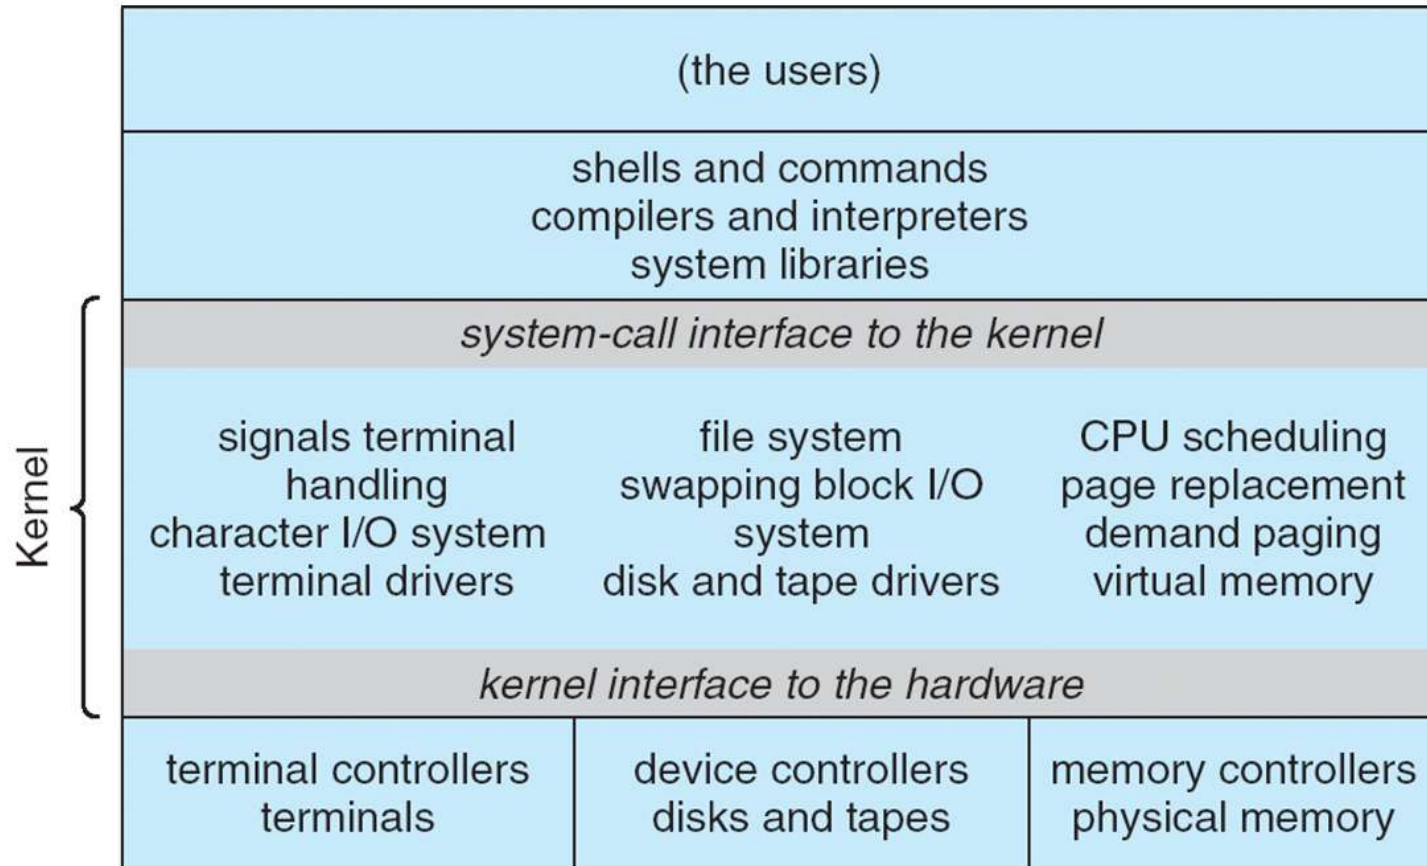 (the users)
shells and commands
compilers and interpreters
system libraries
system-call interface to the kernel
Kernel
signals terminal
handling
character I/O system
terminal drivers
file system
swapping block I/O
system
disk and tape drivers
CPU scheduling
page replacement
demand paging
virtual memory
kernel interface to the hardware
terminal controllers
terminals
device controllers
disks and tapes
memory controllers
physical memory